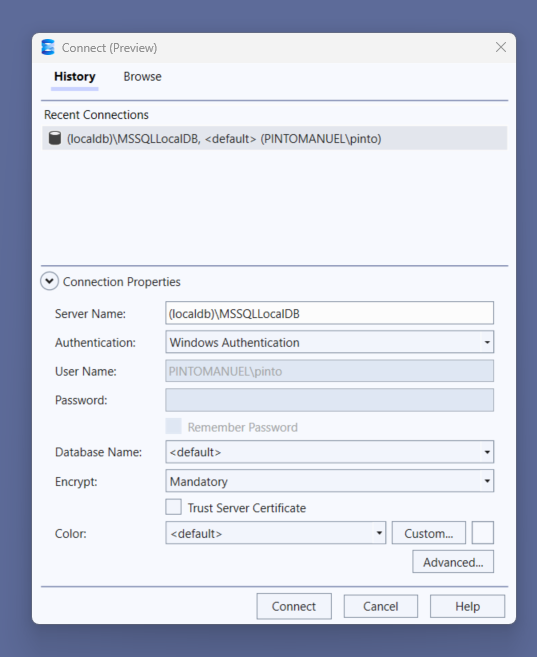 Connect (Preview)
History Browse
Recent Connections
(localdb)\MSSQLLocalDB, <default> (PINTOMANUEL\pinto)
Connection Properties
Server Name: (localdb)\MSSQLLocalDB
Authentication: Windows Authentication
User Name: PINTOMANUEL\pinto
Password:
Remember Password
Database Name: <default>
Encrypt: Mandatory
Trust Server Certificate
Color: <default> Custom...
Advanced...
Connect Cancel Help